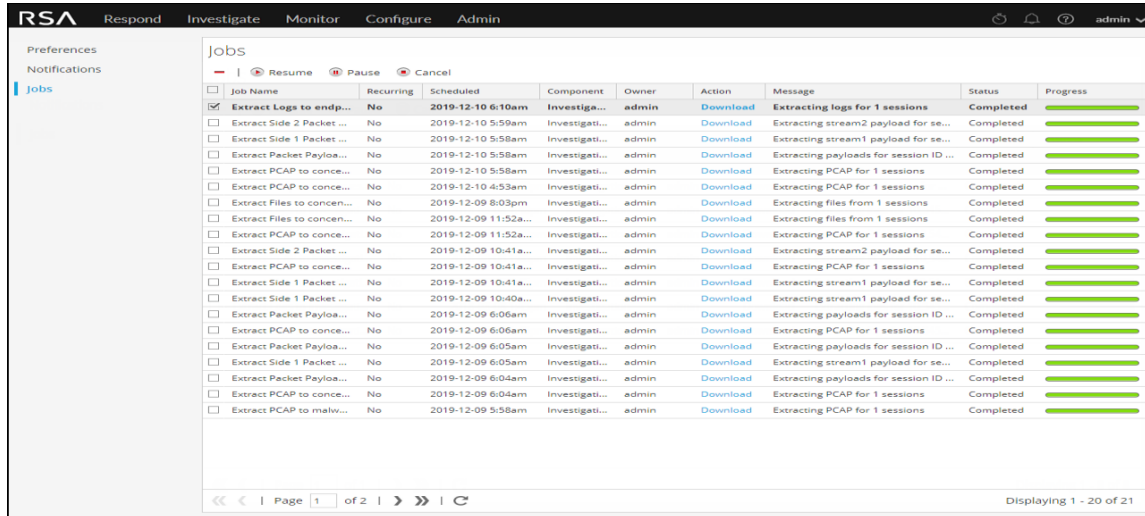 RSA Respond Investigate Monitor Configure Admin admin
Preferences
Notifications
Jobs
Jobs
Resume Pause Cancel
Job Name Recurring Scheduled Component Owner Action Message Status Progress
Extract Logs to endp... No 2019-12-10 6:10am Investiga... admin Download Extracting logs for 1 sessions Completed
Extract Side 2 Packet ... No 2019-12-10 5:59am Investigati... admin Download Extracting stream2 payload for se... Completed
Extract Side 1 Packet ... No 2019-12-10 5:58am Investigati... admin Download Extracting stream1 payload for se... Completed
Extract Packet Payloa... No 2019-12-10 5:58am Investigati... admin Download Extracting payloads for session ID ... Completed
Extract PCAP to conce... No 2019-12-10 5:58am Investigati... admin Download Extracting PCAP for 1 sessions Completed
Extract PCAP to conce... No 2019-12-10 4:53am Investigati... admin Download Extracting PCAP for 1 sessions Completed
Extract Files to concen... No 2019-12-09 8:03pm Investigati... admin Download Extracting files from 1 sessions Completed
Extract Files to concen... No 2019-12-09 11:52a... Investigati... admin Download Extracting files from 1 sessions Completed
Extract PCAP to conce... No 2019-12-09 11:52a... Investigati... admin Download Extracting PCAP for 1 sessions Completed
Extract Side 2 Packet ... No 2019-12-09 10:41a... Investigati... admin Download Extracting stream2 payload for se... Completed
Extract PCAP to conce... No 2019-12-09 10:41a... Investigati... admin Download Extracting PCAP for 1 sessions Completed
Extract Side 1 Packet ... No 2019-12-09 10:41a... Investigati... admin Download Extracting stream1 payload for se... Completed
Extract Side 1 Packet ... No 2019-12-09 10:40a... Investigati... admin Download Extracting stream1 payload for se... Completed
Extract Packet Payloa... No 2019-12-09 6:06am Investigati... admin Download Extracting payloads for session ID ... Completed
Extract PCAP to conce... No 2019-12-09 6:06am Investigati... admin Download Extracting PCAP for 1 sessions Completed
Extract Packet Payloa... No 2019-12-09 6:05am Investigati... admin Download Extracting payloads for session ID ... Completed
Extract Side 1 Packet ... No 2019-12-09 6:05am Investigati... admin Download Extracting stream1 payload for se... Completed
Extract Packet Payloa... No 2019-12-09 6:04am Investigati... admin Download Extracting payloads for session ID ... Completed
Extract PCAP to conce... No 2019-12-09 6:04am Investigati... admin Download Extracting PCAP for 1 sessions Completed
Extract PCAP to malw... No 2019-12-09 5:58am Investigati... admin Download Extracting PCAP for 1 sessions Completed
Page 1 of 2 Displaying 1 - 20 of 21